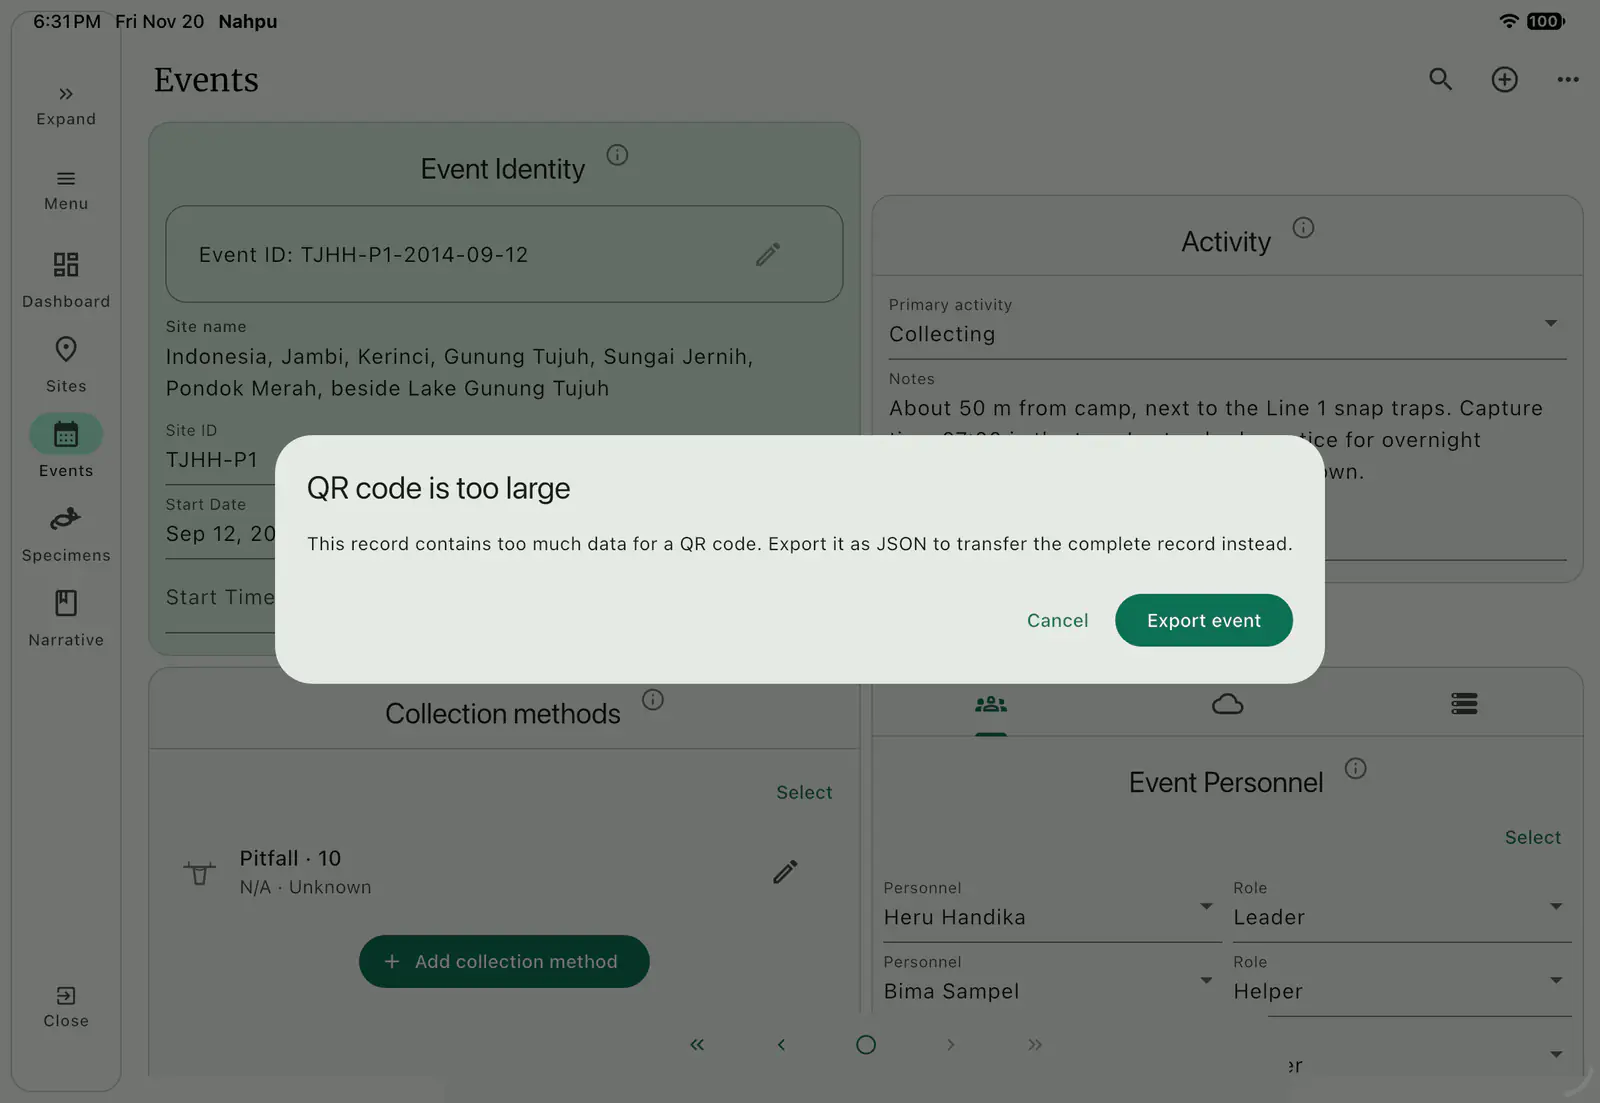 6:31PM Fri Nov 20 Nahpu
100
Expand
Menu
Dashboard
Sites
Events
Specimens
Narrative
Close
Events
Event Identity
Event ID: TJHH-P1-2014-09-12
Site name
Indonesia, Jambi, Kerinci, Gunung Tujuh, Sungai Jernih,
Pondok Merah, beside Lake Gunung Tujuh
Site ID
TJHH-P1
Start Date
Sep 12, 20
Start Time
Activity
Primary activity
Collecting
Notes
About 50 m from camp, next to the Line 1 snap traps. Capture
for overnight
QR code is too large
This record contains too much data for a QR code. Export it as JSON to transfer the complete record instead.
Cancel
Export event
Collection methods
Select
Pitfall · 10
N/A · Unknown
+ Add collection method
Event Personnel
Select
Personnel
Heru Handika
Role
Leader
Personnel
Bima Sampel
Role
Helper